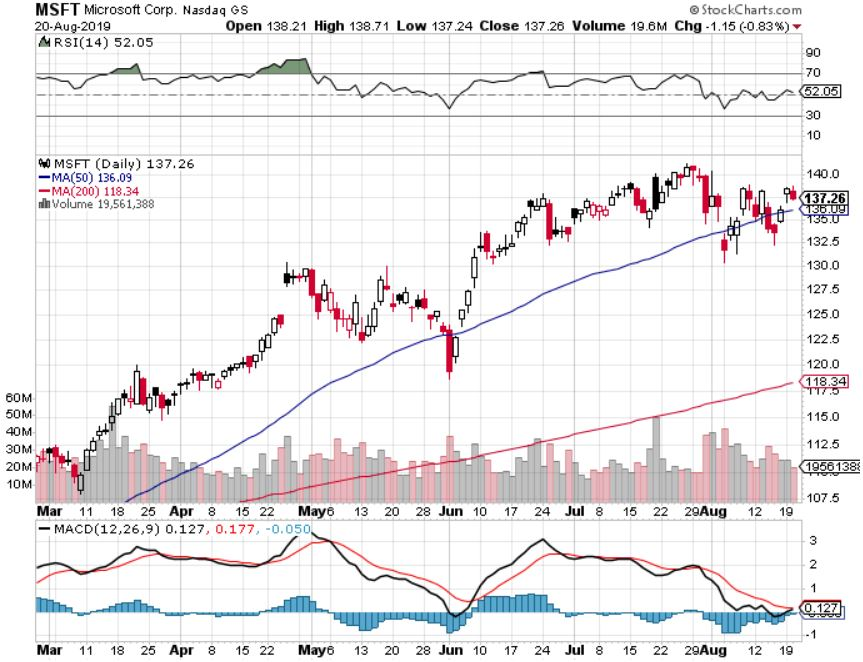 MSFT Microsoft Corp. Nasdaq GS
© StockCharts.com
20-Aug-2019 Open 138.21 High 138.71 Low 137.24 Close 137.26 Volume 19.6M Chg -1.15 (-0.83%)
RSI(14) 52.05
90
70
52.05
30
10
MSFT (Daily) 137.26
MA(50) 136.09
MA(200) 118.34
Volume 19,561,388
140.0
137.26
136.09
135.0
132.5
130.0
127.5
125.0
122.5
120.0
118.34
117.5
115.0
112.5
19561388
107.5
60M
50M
40M
30M
20M
10M
Mar 11 18 25 Apr 8 15 22 May 6 13 20 28 Jun 10 17 24 Jul 8 15 22 29 Aug 12 19
MACD(12,26,9) 0.127, 0.177, -0.050
3
2
1
0.127
-1
Mar 11 18 25 Apr 8 15 22 May 6 13 20 28 Jun 10 17 24 Jul 8 15 22 29 Aug 12 19